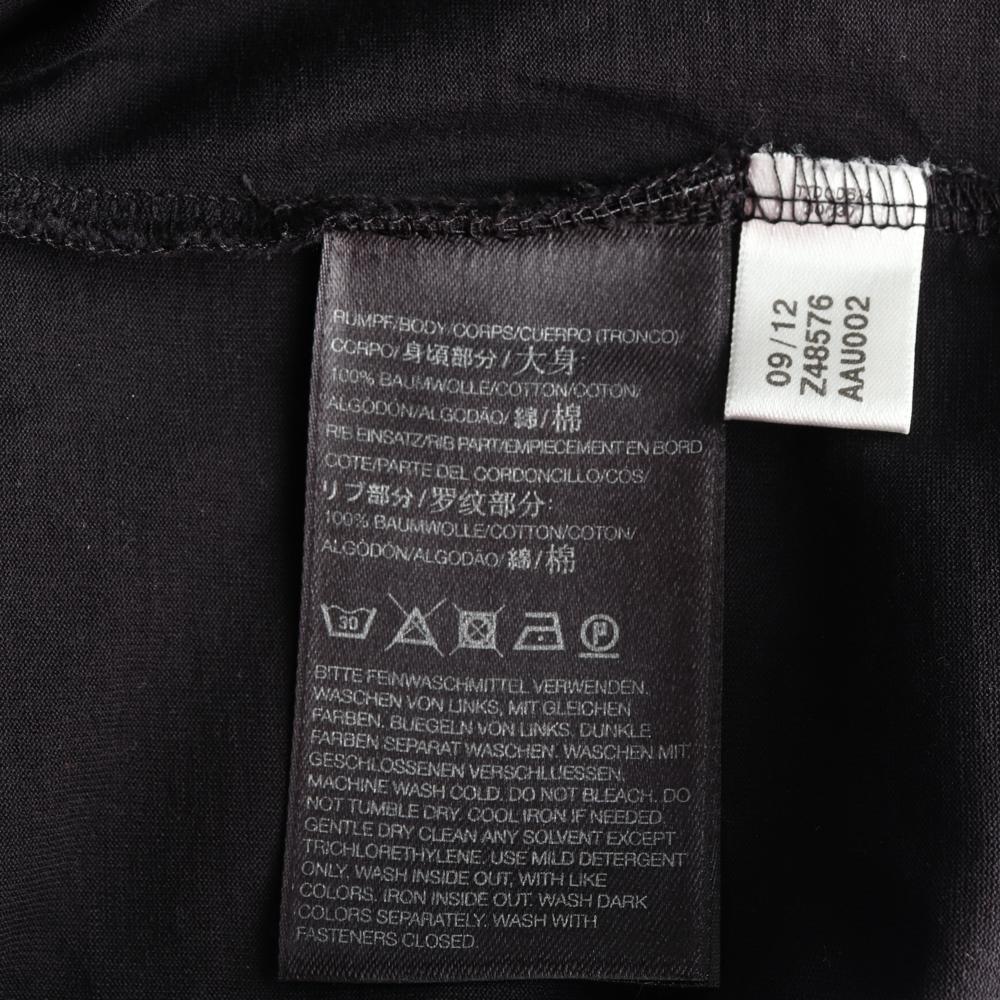 RUMPF/BODY CORPS/CUERPO (TRONCO)/
CORPO/身頃部分/大身:
100% BAUMWOLLE/COTTON/COTON/
ALGODÓN/ALGODÃO/綿/棉
RIB EINSATZ/RIB PART/EMPIECEMENT EN BORD
COTE/PARTE DEL CORDONCILLO/COS/
リブ部分/罗纹部分:
100% BAUMWOLLE/COTTON/COTON/
ALGODÓN/ALGODÃO/綿/棉
30
P
BITTE FEINWASCHMITTEL VERWENDEN.
WASCHEN VON LINKS, MIT GLEICHEN
FARBEN. BUEGELN VON LINKS. DUNKLE
FARBEN SEPARAT WASCHEN. WASCHEN MIT
GESCHLOSSENEN VERSCHLUESSEN.
MACHINE WASH COLD. DO NOT BLEACH. DO
NOT TUMBLE DRY. COOL IRON IF NEEDED.
GENTLE DRY CLEAN ANY SOLVENT EXCEPT
TRICHLORETHYLENE. USE MILD DETERGENT
ONLY. WASH INSIDE OUT, WITH LIKE
COLORS. IRON INSIDE OUT. WASH DARK
COLORS SEPARATELY. WASH WITH
FASTENERS CLOSED.
09/12
Z48576
AAU002